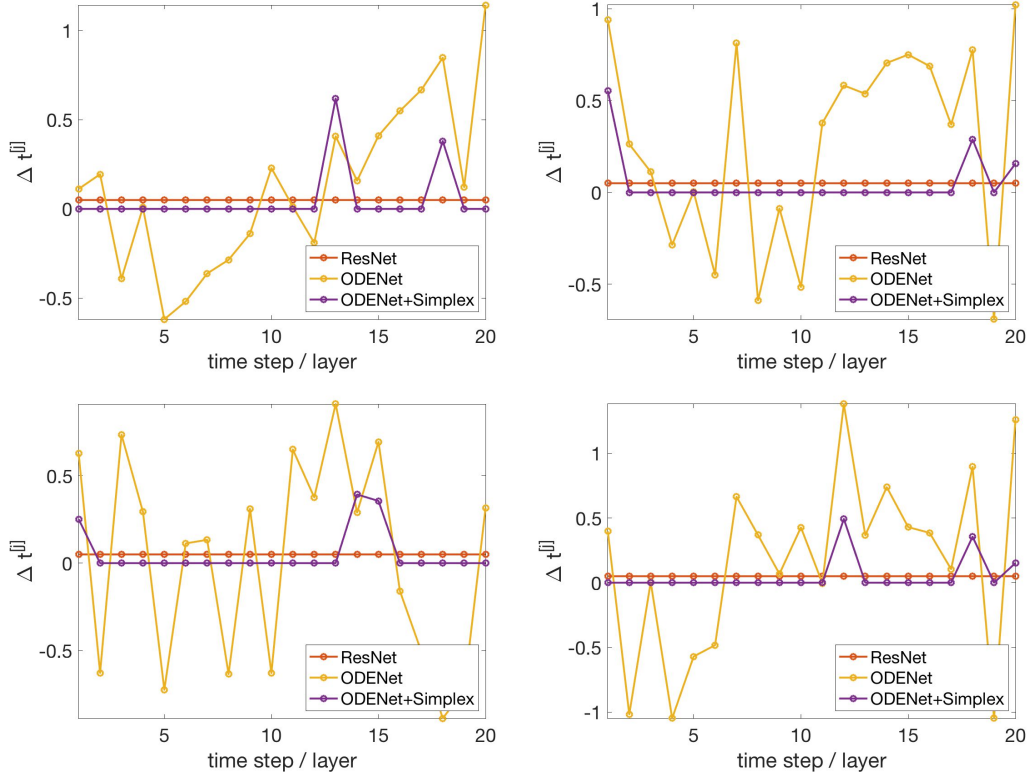 1
0.5
0
-0.5
Δ t[j]
5
10
15
20
time step / layer
ResNet
ODENet
ODENet+Simplex
1
0.5
0
-0.5
Δ t[j]
5
10
15
20
time step / layer
ResNet
ODENet
ODENet+Simplex
0.5
0
-0.5
Δ t[j]
5
10
15
20
time step / layer
ResNet
ODENet
ODENet+Simplex
1
0.5
0
-0.5
-1
Δ t[j]
5
10
15
20
time step / layer
ResNet
ODENet
ODENet+Simplex